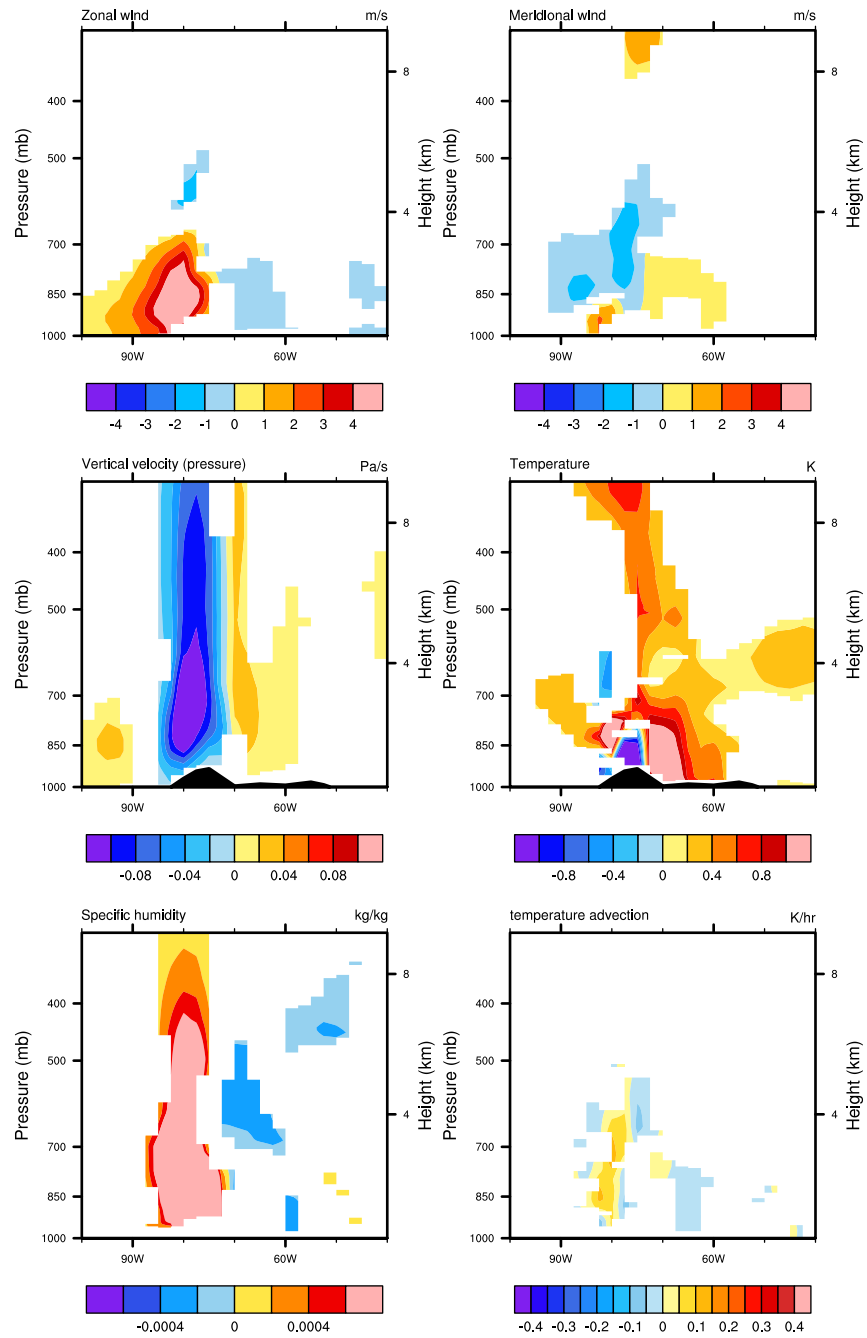 Zonal wind m/s
Meridional wind m/s
Pressure (mb)
400
500
700
850
1000
90W 60W
9
4
Height (km)
Pressure (mb)
400
500
700
850
1000
90W 60W
9
4
Height (km)
-4 -3 -2 -1 0 1 2 3 4
-4 -3 -2 -1 0 1 2 3 4
Vertical velocity (pressure) Pa/s
Temperature K
Pressure (mb)
400
500
700
850
1000
90W 60W
8
4
Height (km)
Pressure (mb)
400
500
700
850
1000
90W 60W
8
4
Height (km)
-0.08 -0.04 0 0.04 0.08
-0.8 -0.4 0 0.4 0.8
Specific humidity kg/kg
temperature advection K/hr
Pressure (mb)
400
500
700
850
1000
90W 60W
8
4
Height (km)
Pressure (mb)
400
500
700
850
1000
90W 60W
8
4
Height (km)
-0.0004 0 0.0004
-0.4 -0.3 -0.2 -0.1 0 0.1 0.2 0.3 0.4